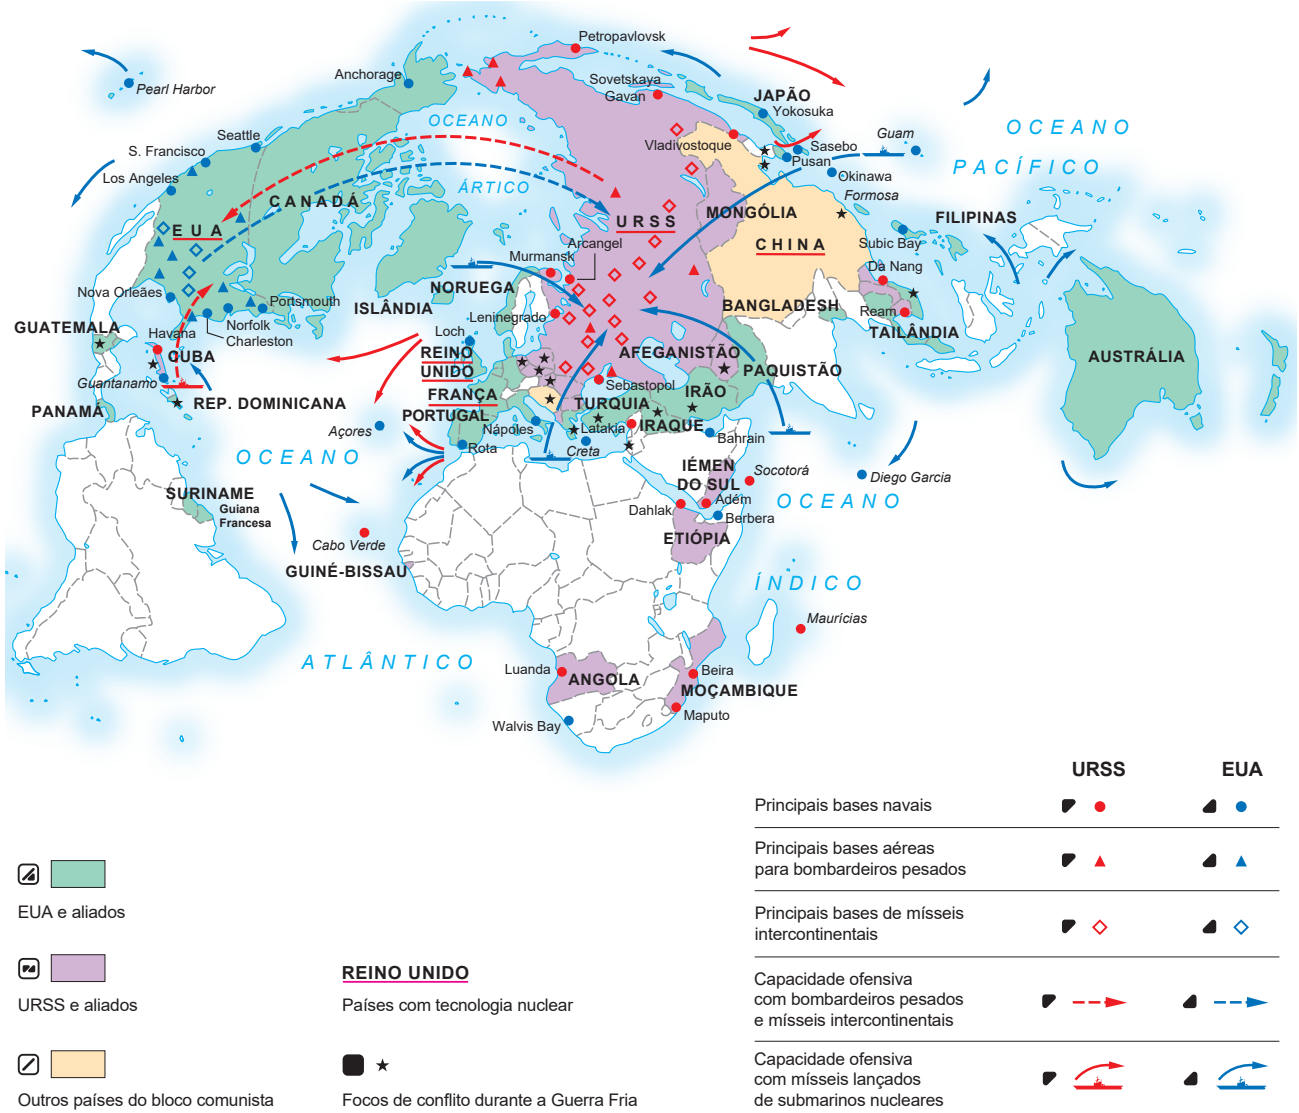 Petropavlovsk
Anchorage
Sovetskaya
Gavan
Pearl Harbor
JAPÃO
Yokosuka
OCEANO
Seattle
Vladivostoque
Sasebo
Guam
OCEANO
S. Francisco
Pusan
PACÍFICO
Los Angeles
ÁRTICO
Okinawa
Formosa
CANADÁ
MONGÓLIA
FILIPINAS
EUA
URSS
CHINA
Subic Bay
Arcangel
Murmansk
Da Nang
Nova Orleães
NORUEGA
Portsmouth
ISLÂNDIA
BANGLADESH
Ream
Leninegrado
Norfolk
GUATEMALA
Havana
Charleston
Loch
TAILÂNDIA
CUBA
REINO
UNIDO
AFEGANISTÃO
PAQUISTÃO
AUSTRÁLIA
Guantanamo
Sebastopol
FRANÇA
IRÃO
PANAMÁ
REP. DOMINICANA
PORTUGAL
TURQUIA
Açores
Nápoles
Latakia
IRAQUE
Bahrain
Rota
Creta
OCEANO
IÉMEN
DO SUL
Socotorá
Diego Garcia
SURINAME
Guiana
Francesa
Dahlak
Adém
OCEANO
Berbera
Cabo Verde
ETIÓPIA
GUINÉ-BISSAU
ÍNDICO
Maurícias
ATLÂNTICO
Luanda
ANGOLA
Beira
MOÇAMBIQUE
Walvis Bay
Maputo
URSS
EUA
Principais bases navais
Principais bases aéreas
para bombardeiros pesados
Principais bases de mísseis
intercontinentais
Capacidade ofensiva
com bombardeiros pesados
e mísseis intercontinentais
Capacidade ofensiva
com mísseis lançados
de submarinos nucleares
EUA e aliados
URSS e aliados
Outros países do bloco comunista
REINO UNIDO
Países com tecnologia nuclear
Focos de conflito durante a Guerra Fria